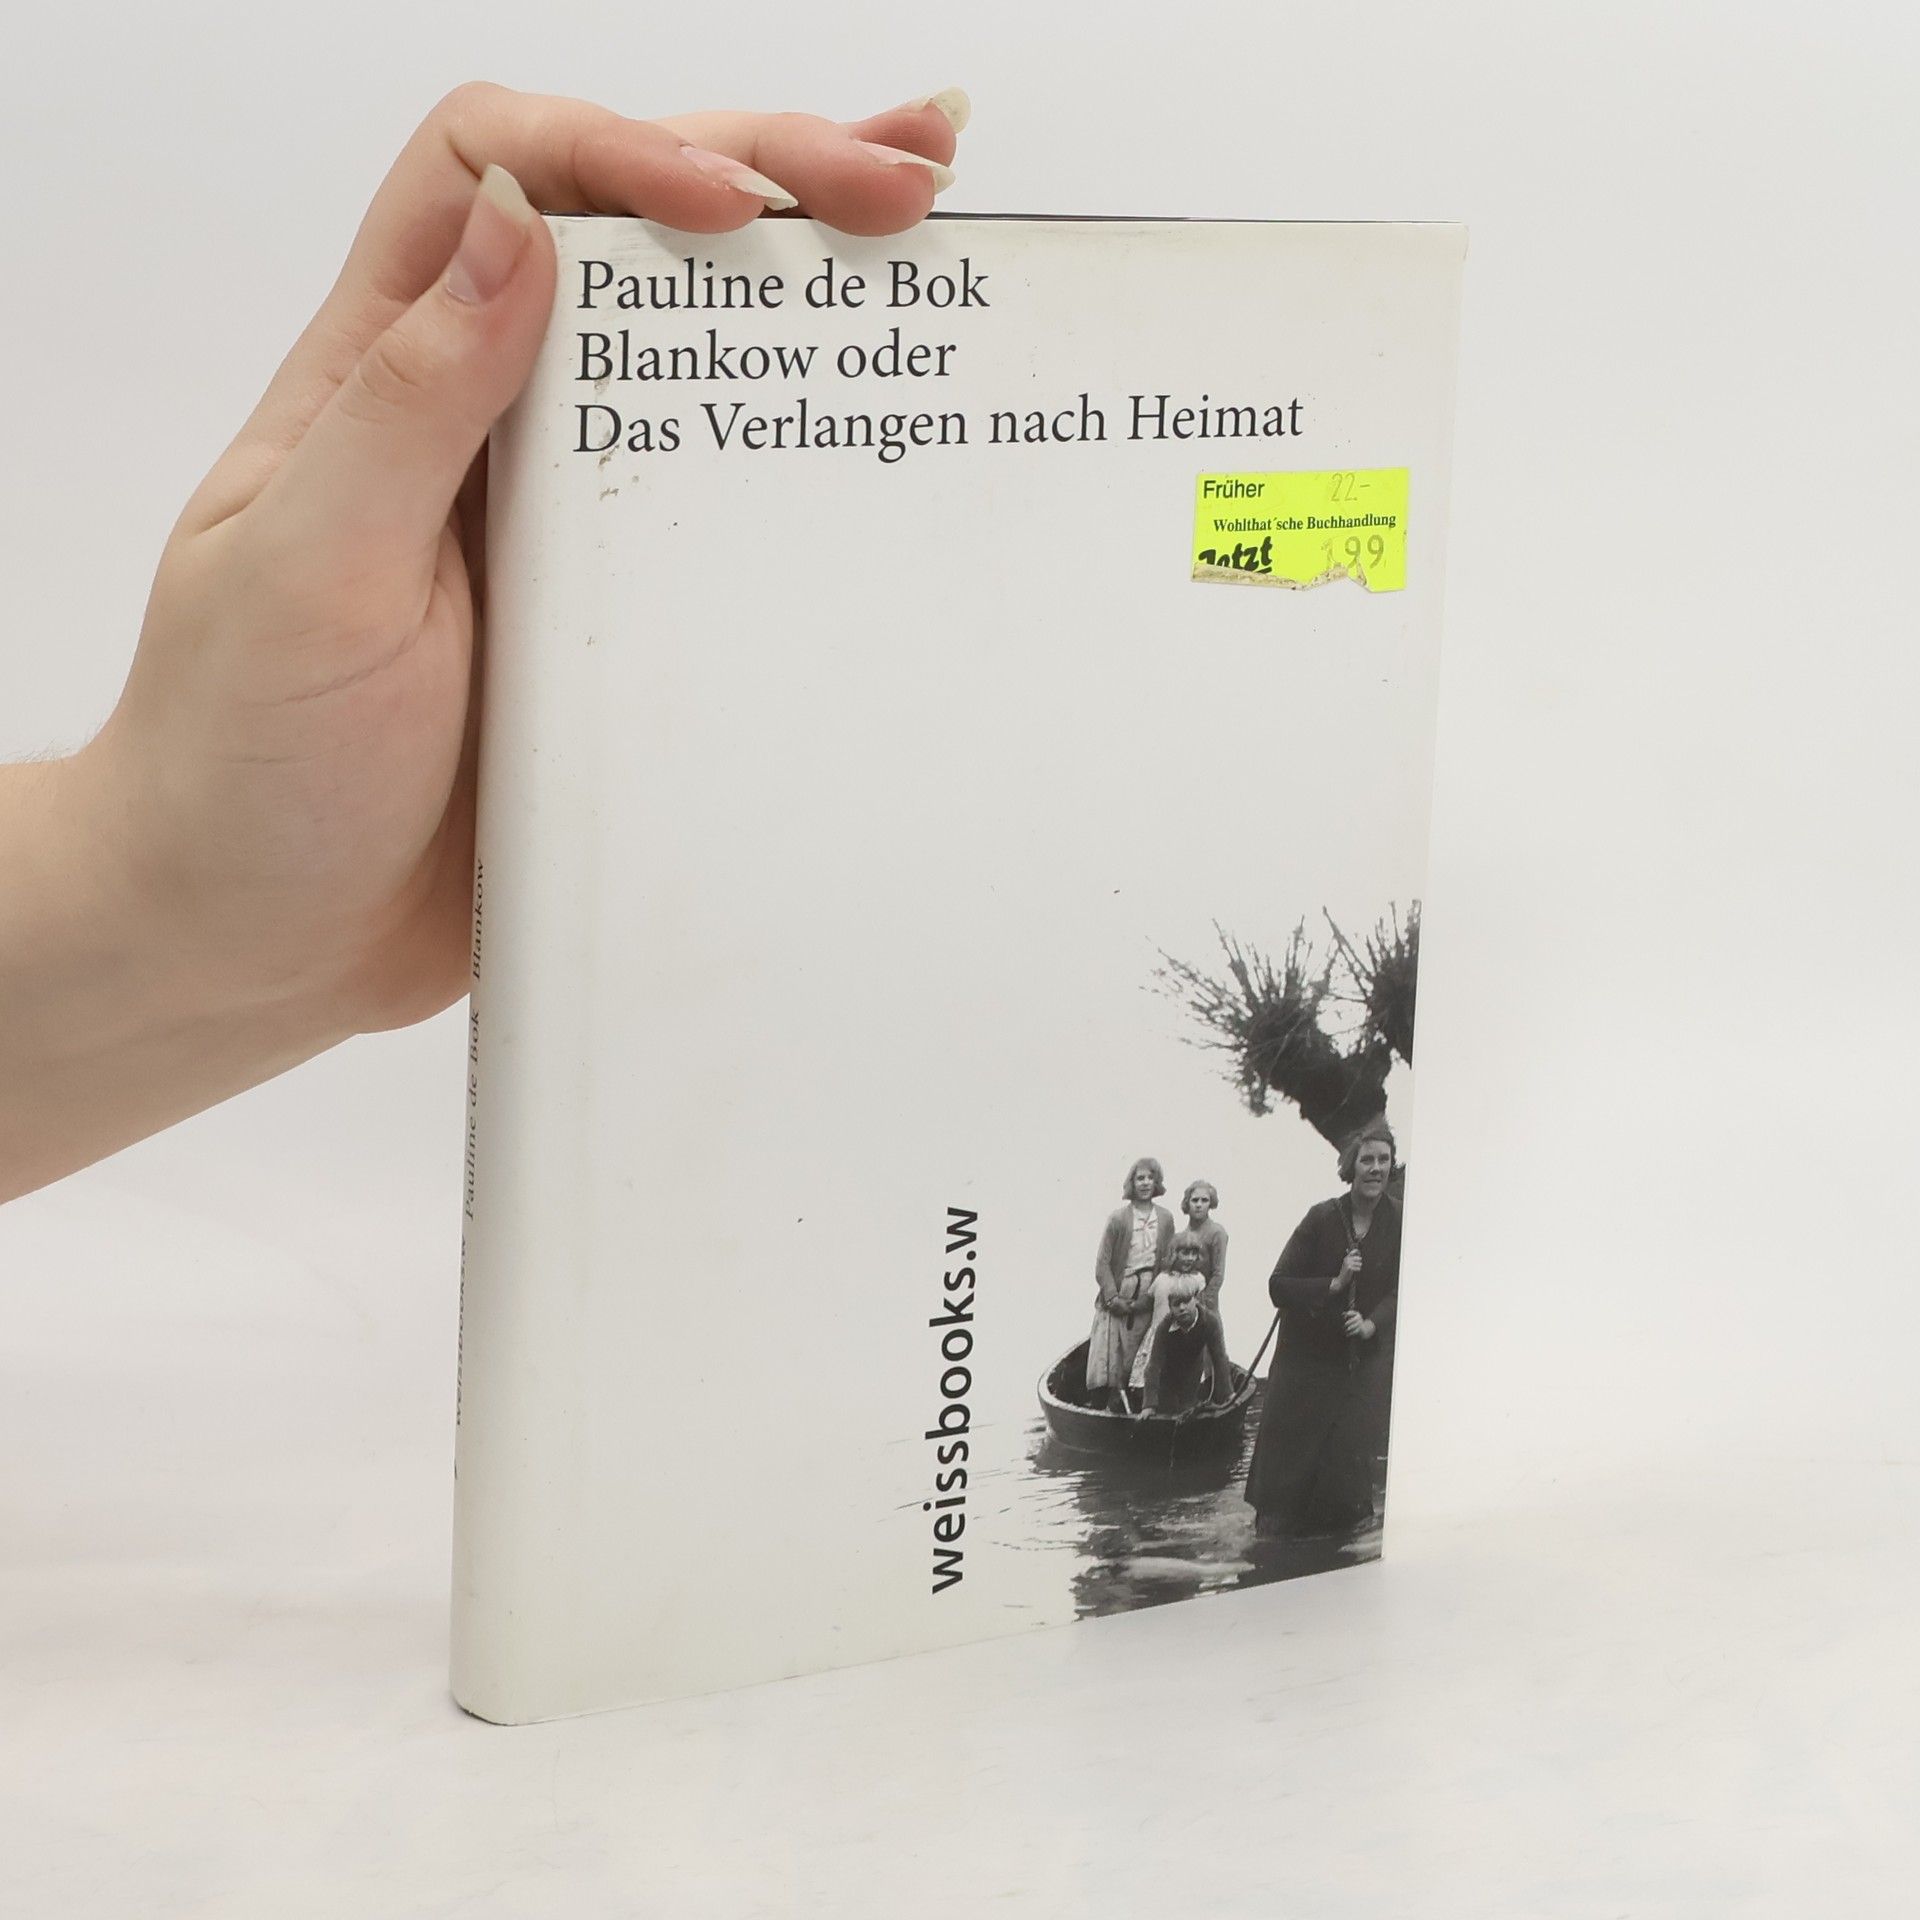 Pauline de Bok
Blankow oder
Das Verlangen nach Heimat
Früher 22-
Wohlthat´sche Buchhandlung
Jetzt 1.99
weissbooks.w
weissbooks.w Pauline de Bok Blankow